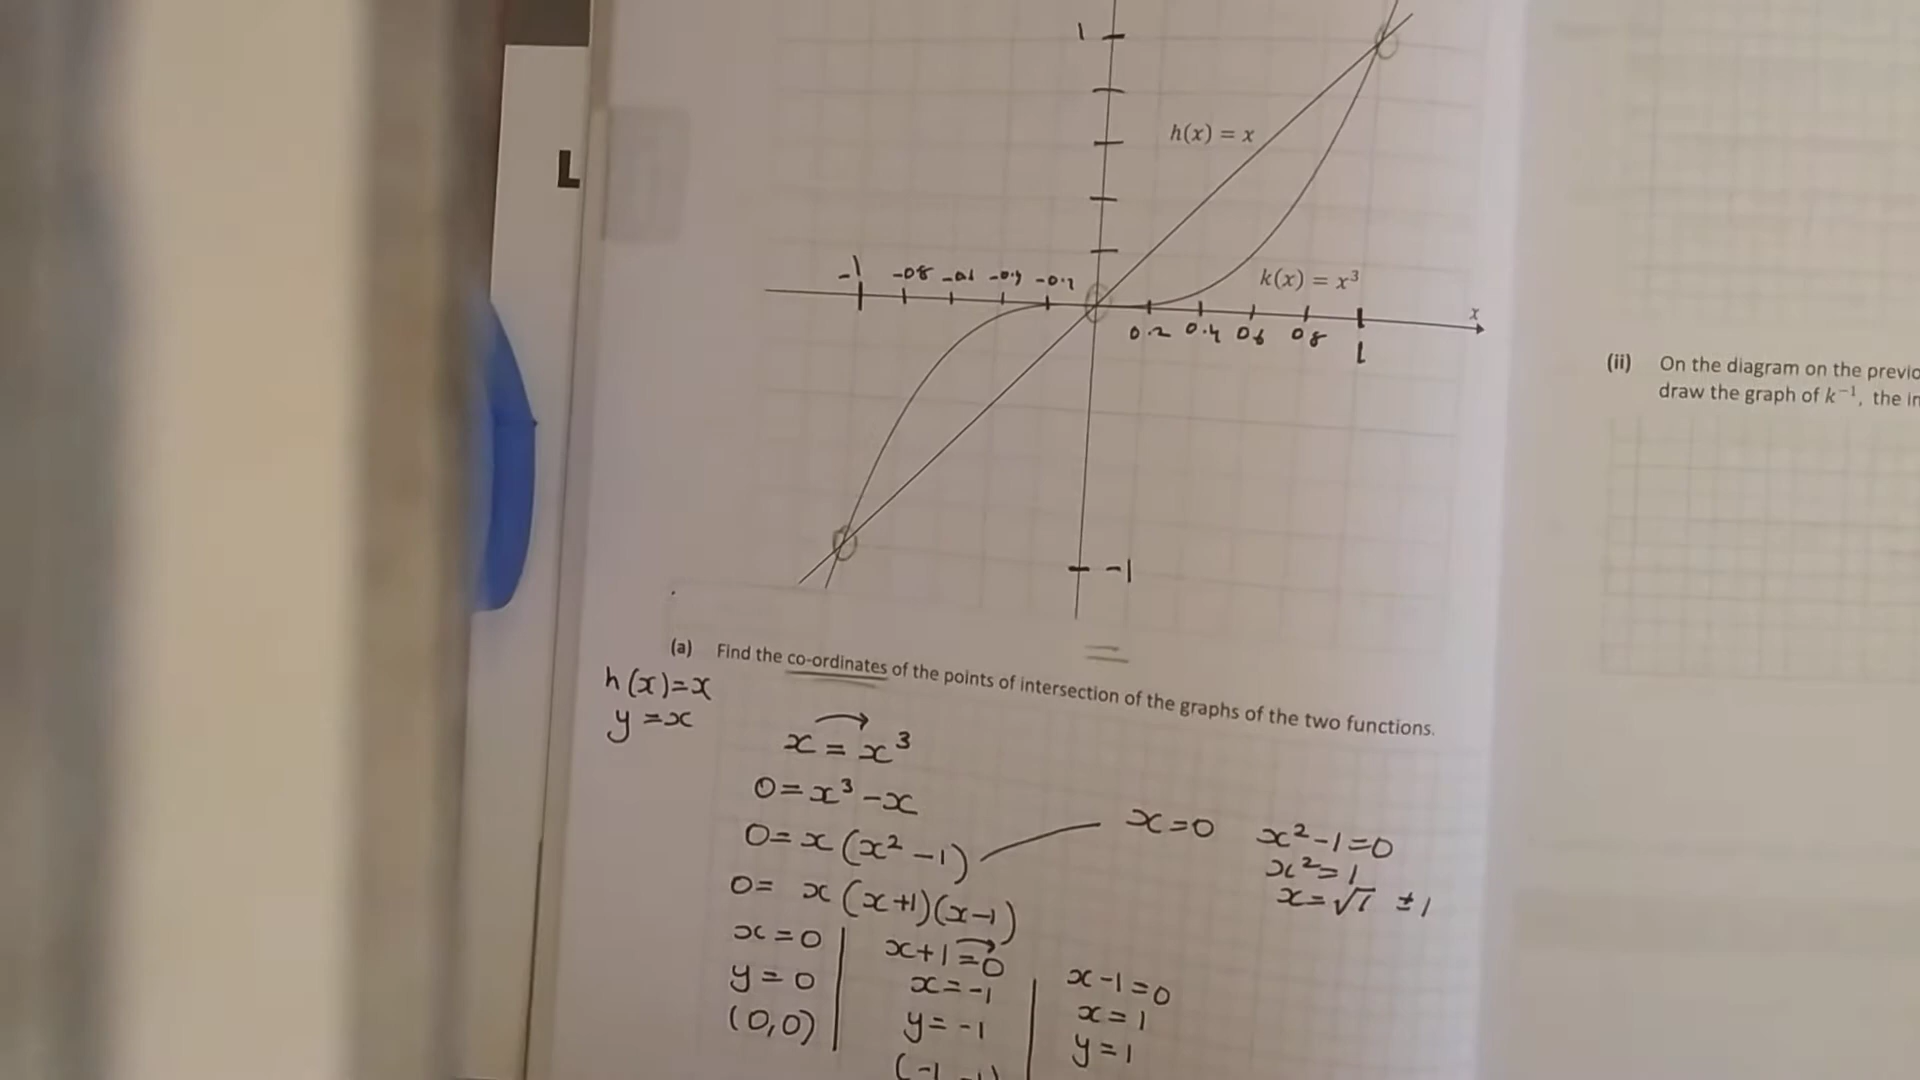 L
1
h(x) = x
-1 -0.8 -0.4 -0.2
k(x) = x³
x
0.2 0.4 0.6 0.8 1
-1
(a) Find the co-ordinates of the points of intersection of the graphs of the two functions.
h(x)=x
y=x
x = x³
0=x³-x
0=x(x²-1)
0= x(x+1)(x-1)
x=0
y=0
(0,0)
x+1=0
x=-1
y=-1
(-1 -1)
x-1=0
x=1
y=1
x=0
x²-1=0
x²=1
x=√1 ±1
(ii) On the diagram on the
draw the graph of k⁻¹, the